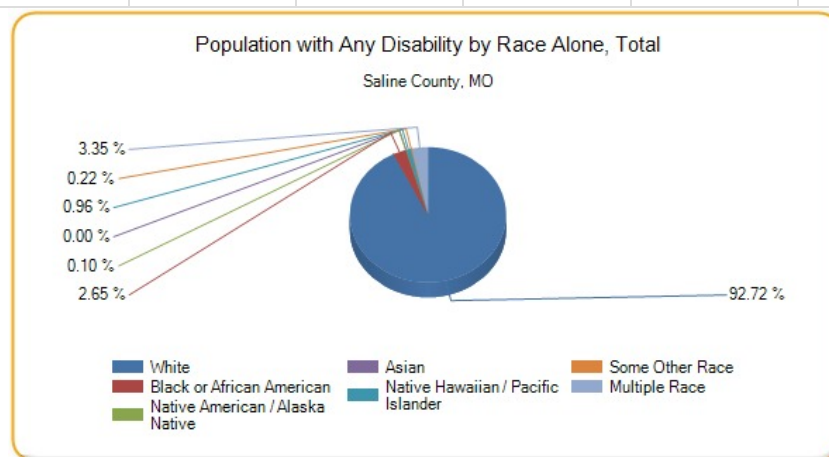 Population with Any Disability by Race Alone, Total
Saline County, MO
3.35 %
0.22 %
0.96 %
0.00 %
0.10 %
2.65 %
92.72 %
White
Black or African American
Native American / Alaska
Native
Asian
Native Hawaiian / Pacific
Islander
Some Other Race
Multiple Race